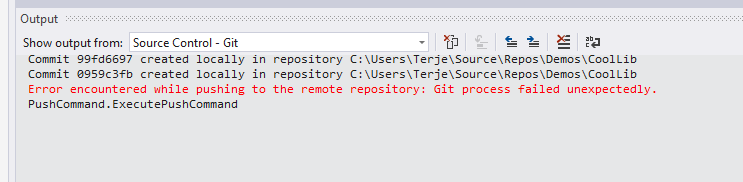 Output
Show output from: Source Control - Git
Commit 99fd6697 created locally in repository C:\Users\Terje\Source\Repos\Demos\CoolLib
Commit 0959c3fb created locally in repository C:\Users\Terje\Source\Repos\Demos\CoolLib
Error encountered while pushing to the remote repository: Git process failed unexpectedly.
PushCommand.ExecutePushCommand